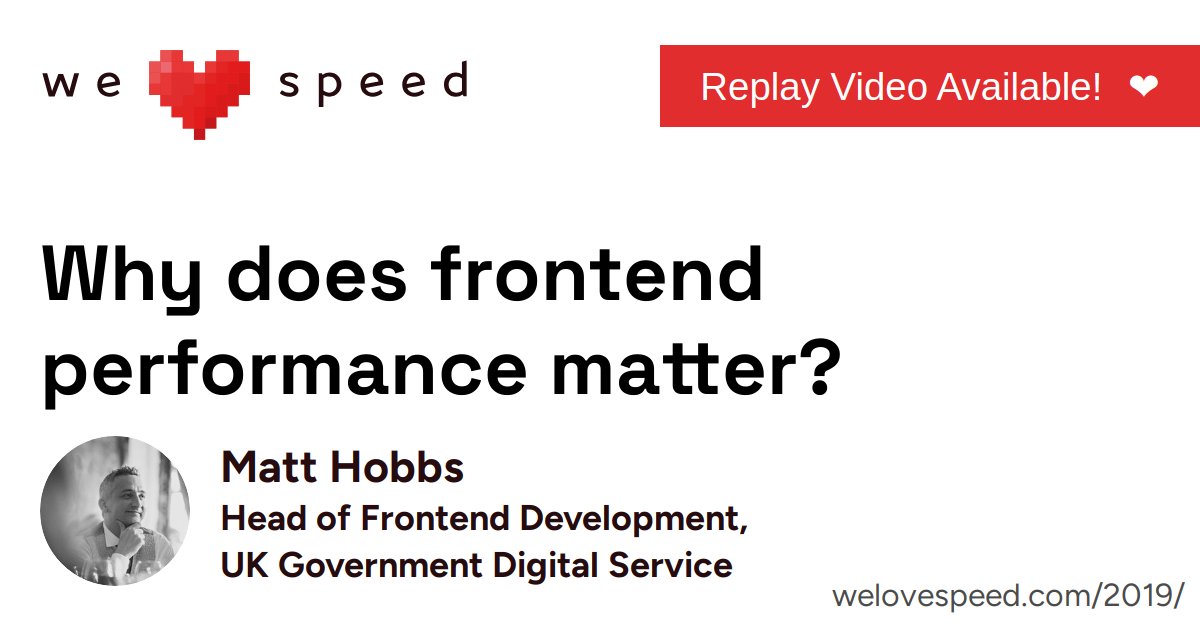 we ❤ speed
Replay Video Available! ❤
Why does frontend
performance matter?
Matt Hobbs
Head of Frontend Development,
UK Government Digital Service
welovespeed.com/2019/